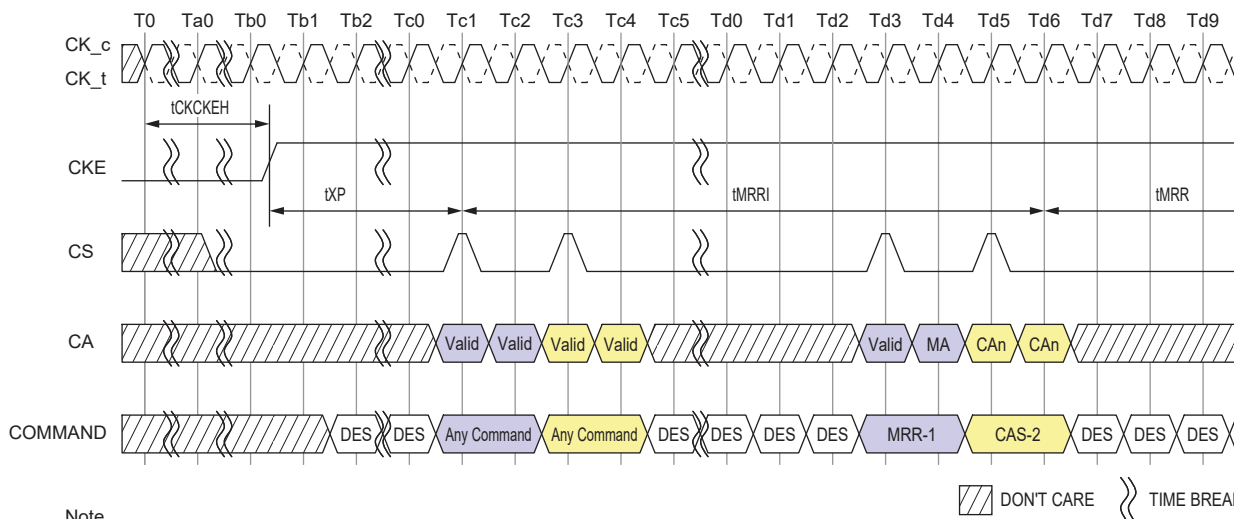 T0 Ta0 Tb0 Tb1 Tb2 Tc0 Tc1 Tc2 Tc3 Tc4 Tc5 Td0 Td1 Td2 Td3 Td4 Td5 Td6 Td7 Td8 Td9
CK_c
CK_t
tCKCKEH
CKE
tXP tMRRI tMRR
CS
CA Valid Valid Valid Valid Valid MA CAn CAn
COMMAND DES DES Any Command Any Command DES DES DES DES MRR-1 CAS-2 DES DES DES
DON'T CARE TIME BREAK
Note